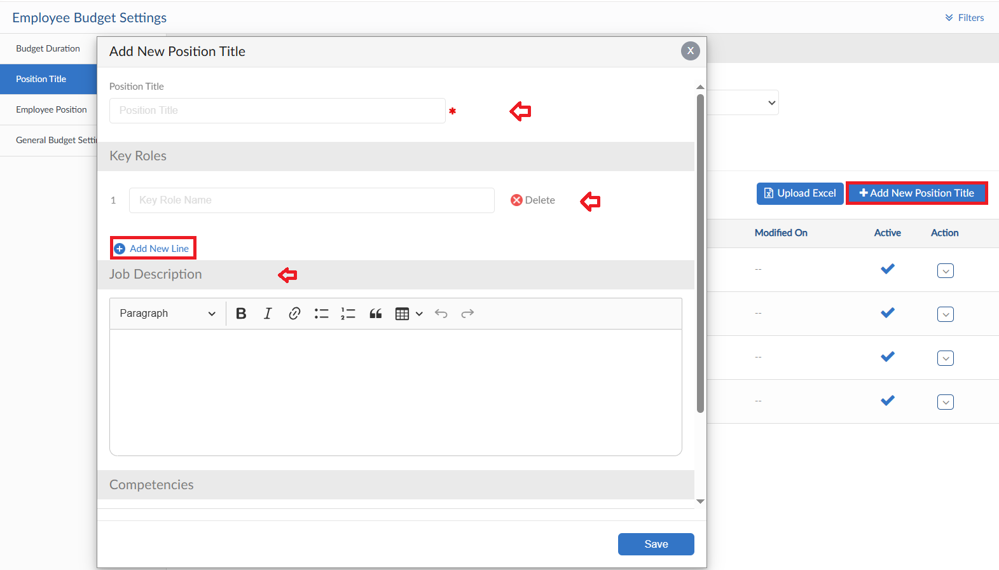 Employee Budget Settings
Filters
Budget Duration
Position Title
Employee Position
General Budget Settin
Add New Position Title
X
Position Title
Position Title
*
Key Roles
1
Key Role Name
Delete
Add New Line
Job Description
Paragraph
B I
Competencies
Save
Upload Excel
+ Add New Position Title
Modified On Active Action
--
--
--
--